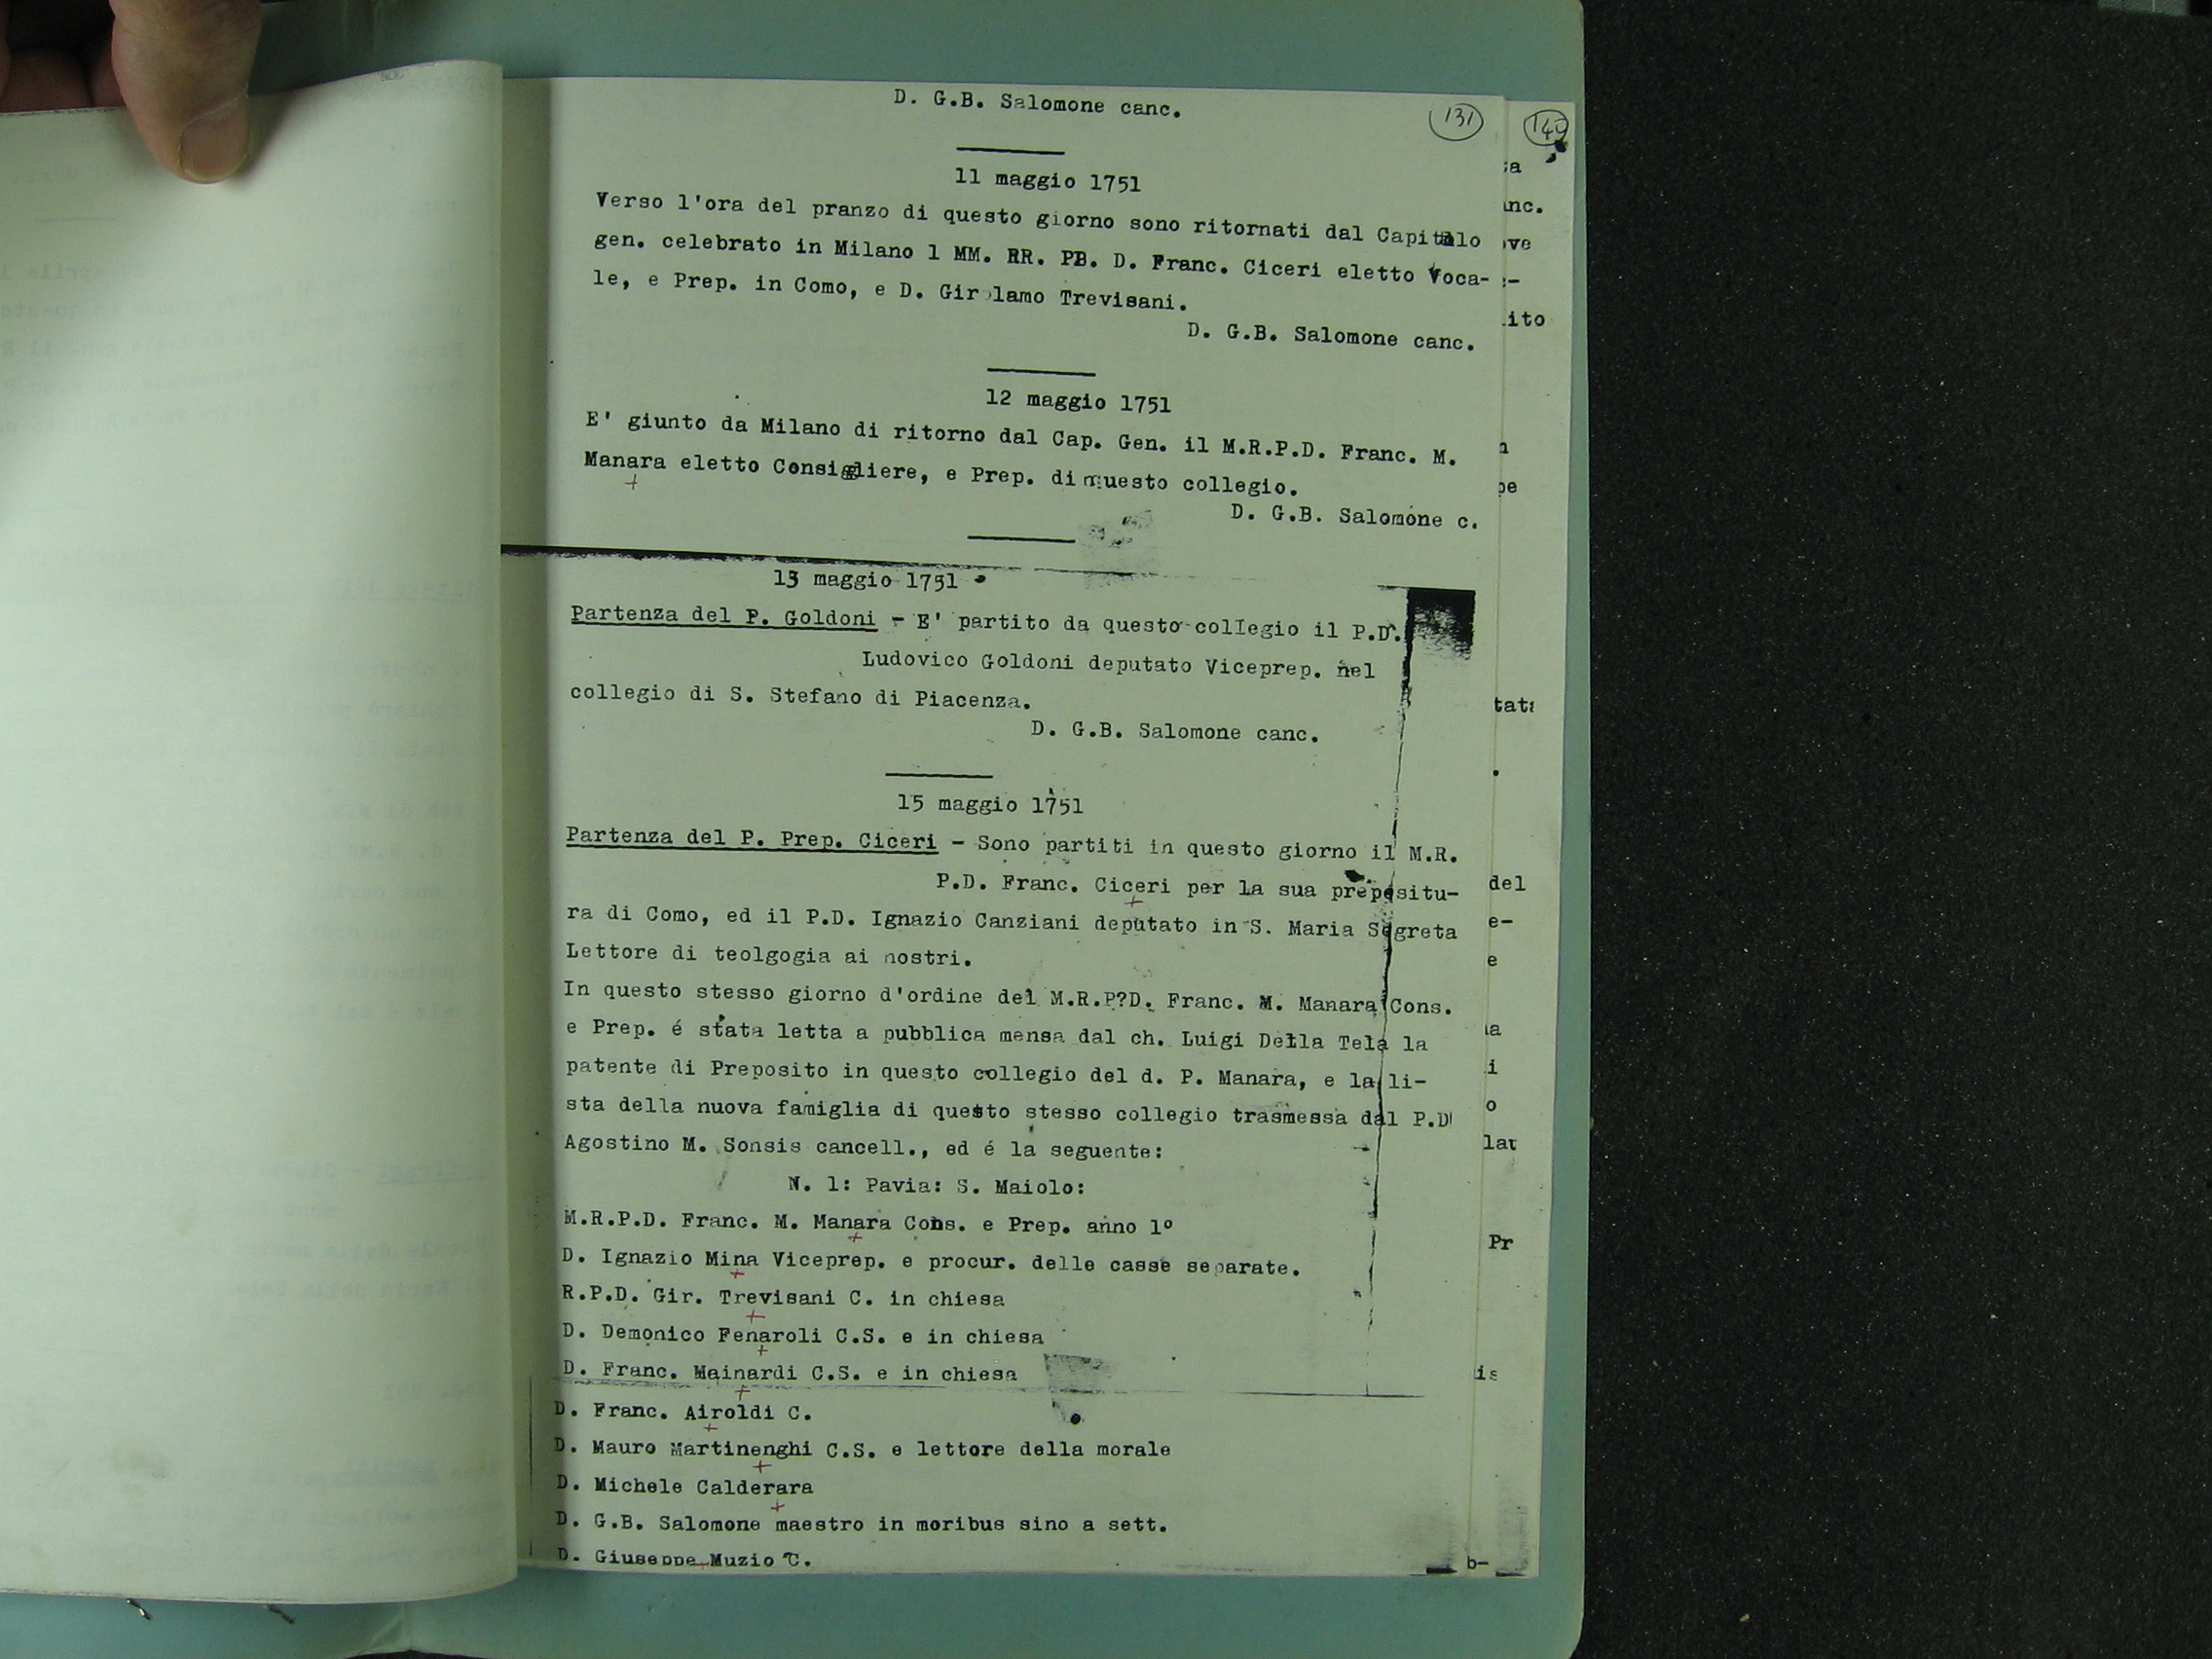 D. G.B. Salomone canc.
131
140
11 maggio 1751
Verso l'ora del pranzo di questo giorno sono ritornati dal Capitolo
gen. celebrato in Milano l MM. RR. PB. D. Franc. Ciceri eletto Voca-
le, e Prep. in Como, e D. Girolamo Trevisani.
D. G.B. Salomone canc.
12 maggio 1751
E' giunto da Milano di ritorno dal Cap. Gen. il M.R.P.D. Franc. M.
Manara eletto Consigliere, e Prep. di questo collegio.
D. G.B. Salomone c.
13 maggio 1751
Partenza del P. Goldoni - E' partito da questo collegio il P.D.
Ludovico Goldoni deputato Viceprep. nel
collegio di S. Stefano di Piacenza.
D. G.B. Salomone canc.
15 maggio 1751
Partenza del P. Prep. Ciceri - Sono partiti in questo giorno il M.R.
P.D. Franc. Ciceri per la sua prepositu-
ra di Como, ed il P.D. Ignazio Canziani deputato in S. Maria Segreta
Lettore di teolgogia ai nostri.
In questo stesso giorno d'ordine del M.R.P?D. Franc. M. Manara Cons.
e Prep. é stata letta a pubblica mensa dal ch. Luigi Della Tela la
patente di Preposito in questo collegio del d. P. Manara, e la li-
sta della nuova famiglia di questo stesso collegio trasmessa dal P.D
Agostino M. Sonsis cancell., ed é la seguente:
N. 1: Pavia: S. Maiolo:
M.R.P.D. Franc. M. Manara Cons. e Prep. anno 1º
D. Ignazio Mina Viceprep. e procur. delle casse separate.
R.P.D. Gir. Trevisani C. in chiesa
D. Demonico Fenaroli C.S. e in chiesa
D. Franc. Mainardi C.S. e in chiesa
D. Franc. Airoldi C.
D. Mauro Martinenghi C.S. e lettore della morale
D. Michele Calderara
D. G.B. Salomone maestro in moribus sino a sett.
D. Giuseppe Muzio C.